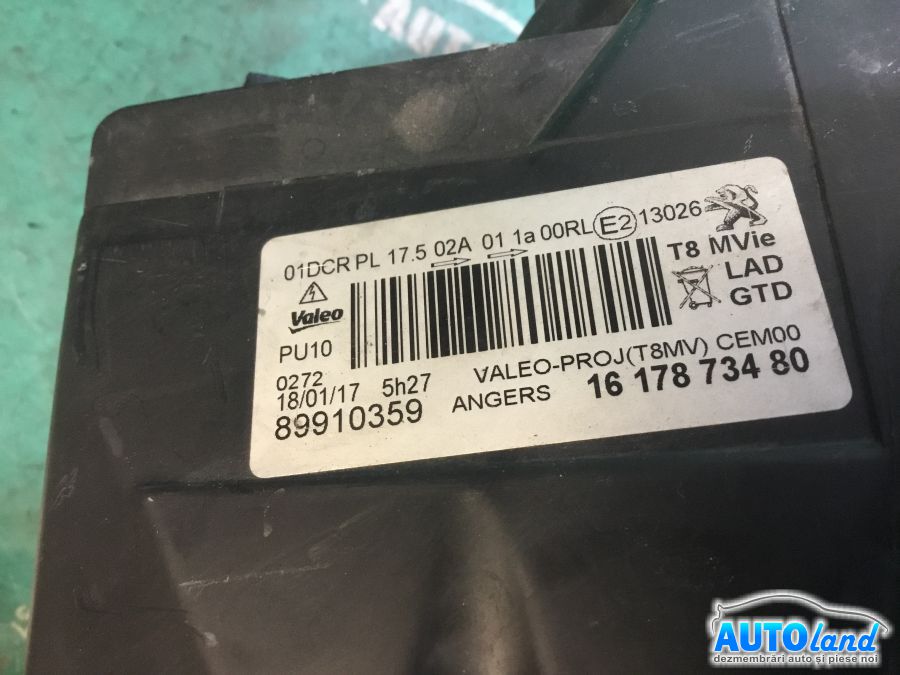 AUTO
01DCR PL 17.5 02A 01 1a 00RL E2 13026
T8 MVie
Valeo
LAD
GTD
PU10
0272
18/01/17 5h27
VALEO-PROJ(T8MV) CEM00
89910359
ANGERS
16 178 734 80
AUTOland
dezmembrări auto și piese noi